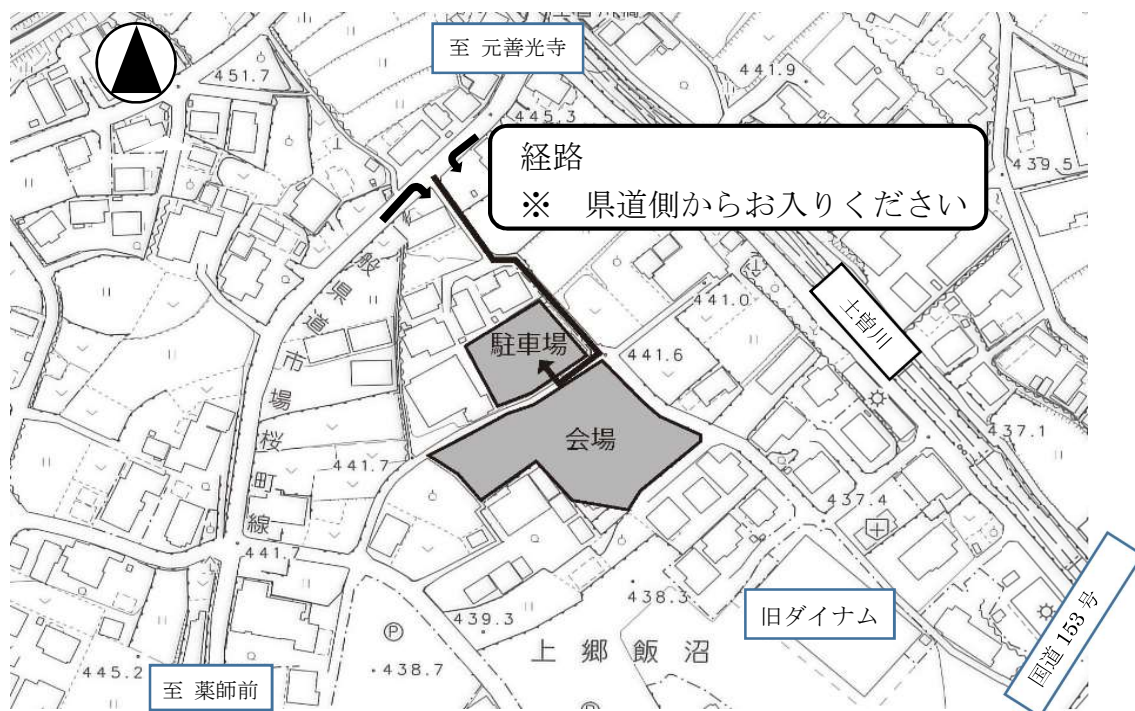 至 元善光寺
451.7
441.9
445.3
経路
※ 県道側からお入りください
439.5
般県道市場桜町線
441.0
土曽川
駐車場
441.6
会場
437.1
441.7
437.4
441.7
438.3
旧ダイナム
国道153号
439.3
上郷飯沼
Ⓟ
438.7
445.2
至 薬師前